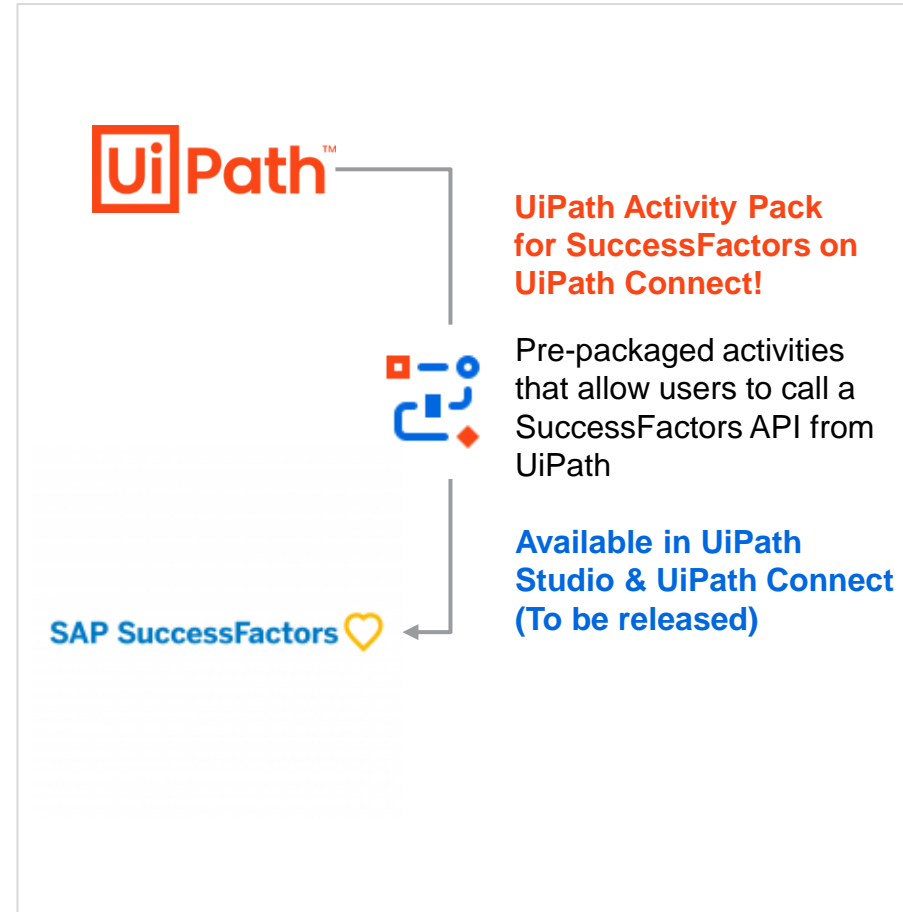 UiPath™
UiPath Activity Pack
for SuccessFactors on
UiPath Connect!
Pre-packaged activities
that allow users to call a
SuccessFactors API from
UiPath
Available in UiPath
Studio & UiPath Connect
(To be released)
SAP SuccessFactors